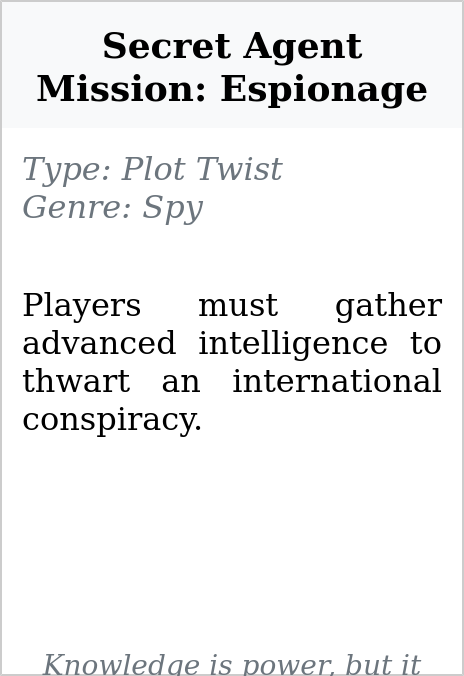 Secret Agent
Mission: Espionage
Type: Plot Twist
Genre: Spy
Players must gather
advanced intelligence to
thwart an international
conspiracy.
Knowledge is power, but it